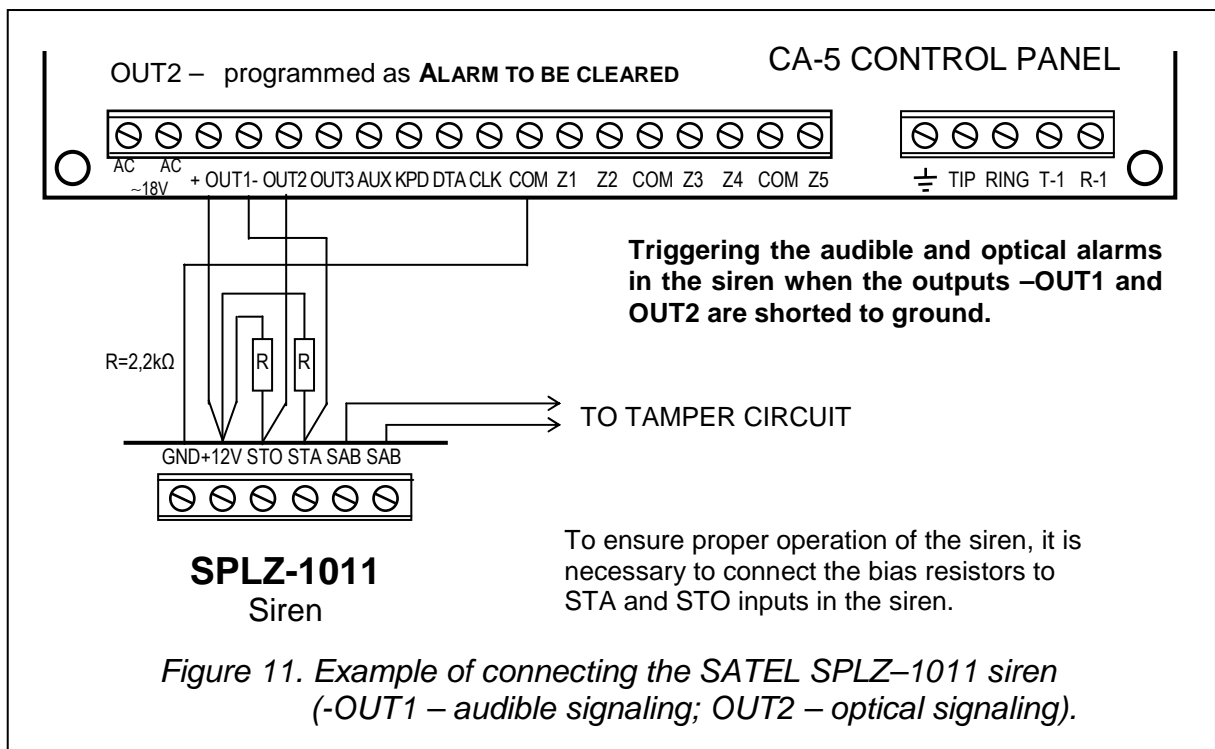 CA-5 CONTROL PANEL
OUT2 – programmed as ALARM TO BE CLEARED
AC AC
~18V
+ OUT1- OUT2 OUT3 AUX KPD DTA CLK COM Z1 Z2 COM Z3 Z4 COM Z5
TIP RING T-1 R-1
Triggering the audible and optical alarms
in the siren when the outputs –OUT1 and
OUT2 are shorted to ground.
R=2,2kΩ
R R
TO TAMPER CIRCUIT
GND+12V STO STA SAB SAB
SPLZ-1011
Siren
To ensure proper operation of the siren, it is
necessary to connect the bias resistors to
STA and STO inputs in the siren.
Figure 11. Example of connecting the SATEL SPLZ–1011 siren
(-OUT1 – audible signaling; OUT2 – optical signaling).